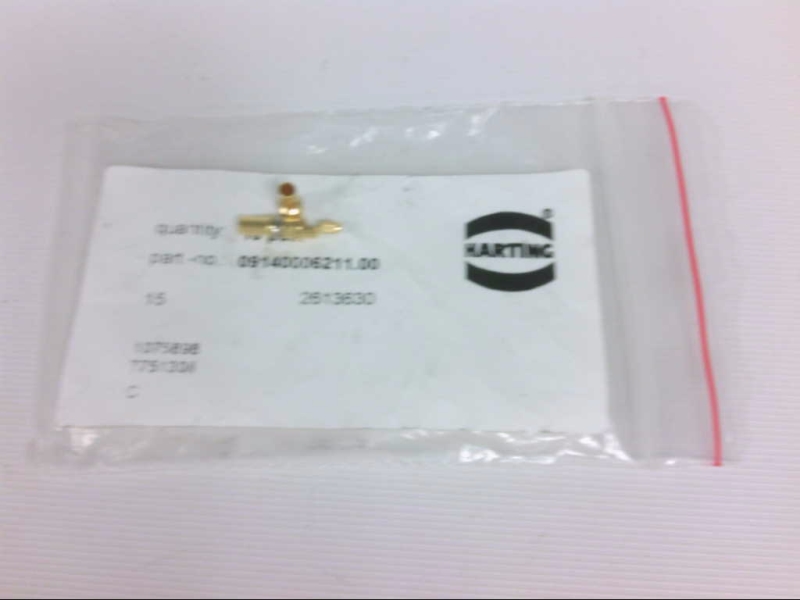 quantity:
part.-no.: 09140006211.00
15 2613630
1075898
C
HARTING